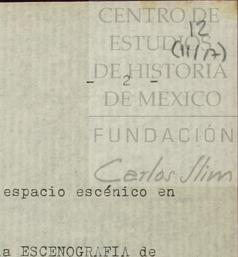 CENTRO DE
12
ESTUDIOS
(11/17)
DE HISTORIA
- 2 -
DE MEXICO
FUNDACIÓN
Carlos Slim
espacio escénico en
a ESCENOGRAFIA de